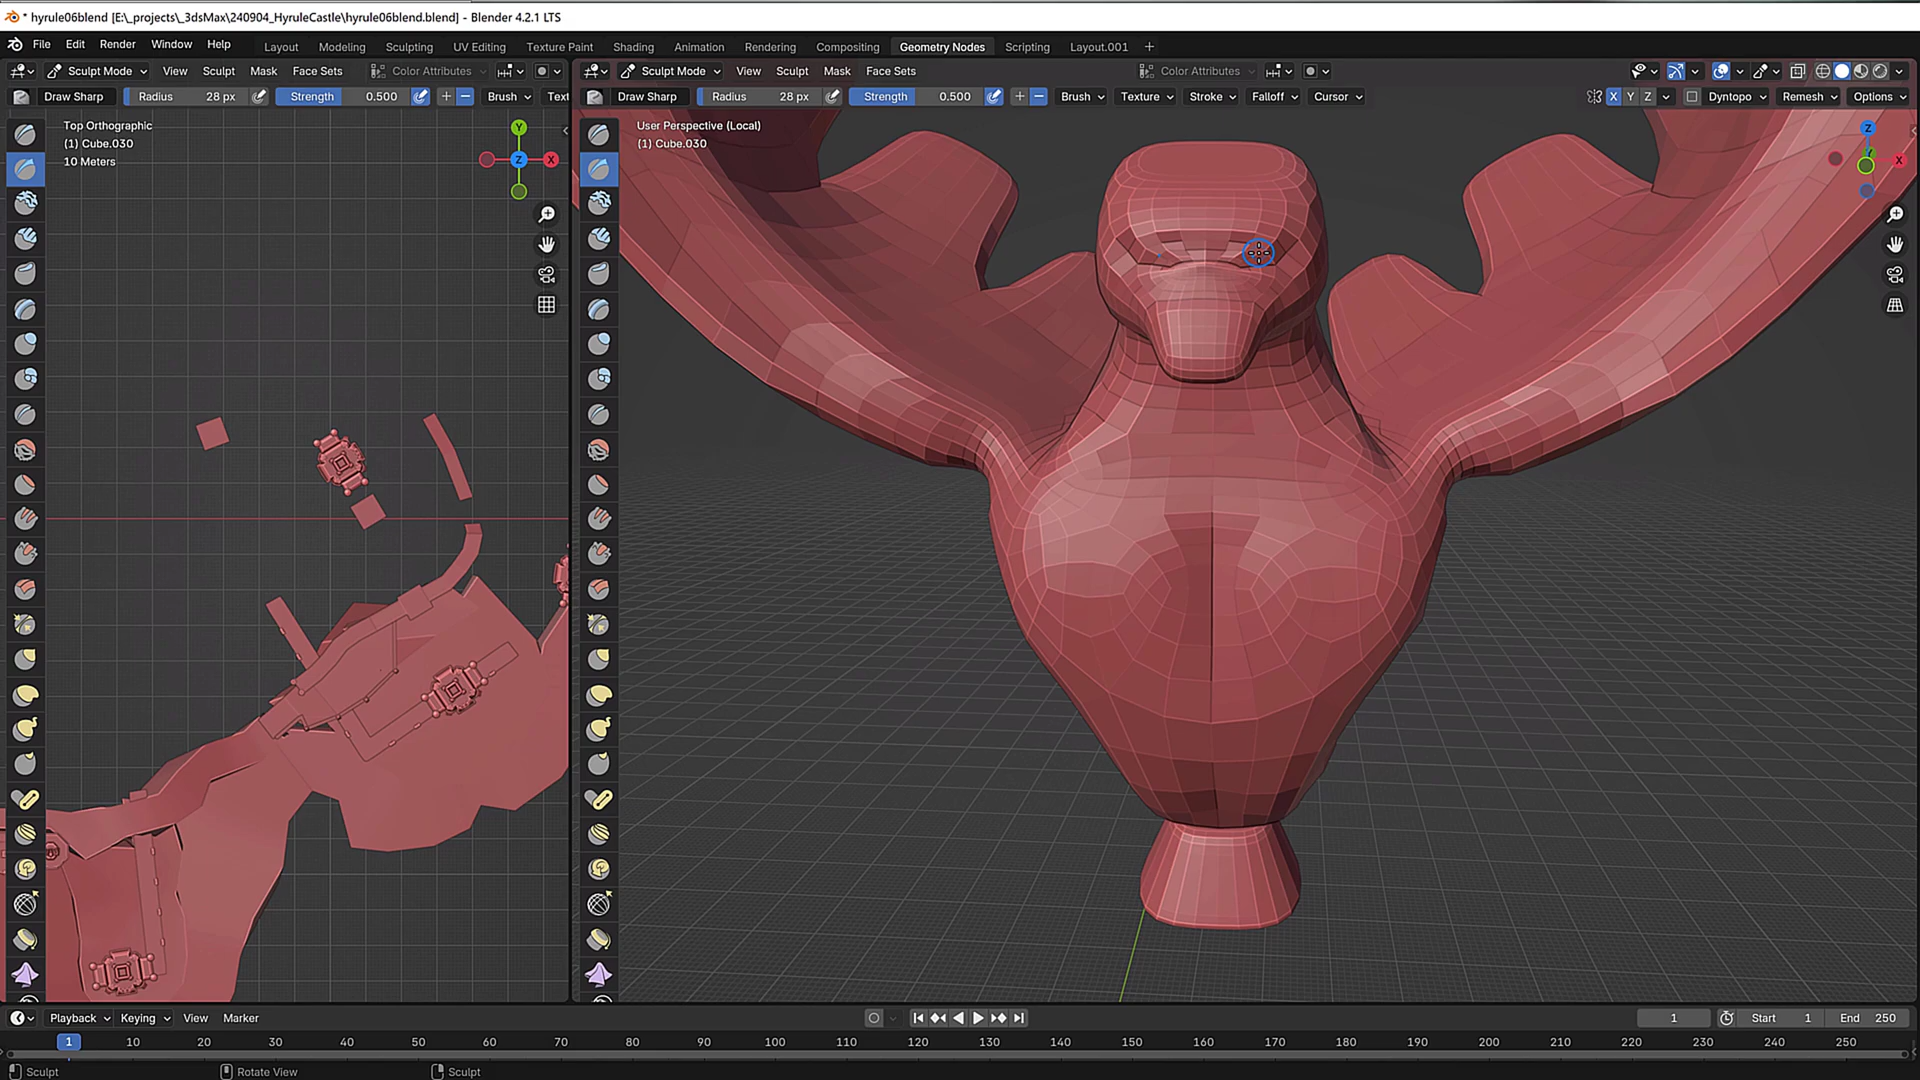 * hyrule06blend [E:\_projects\_3dsMax\240904_HyruleCastle\hyrule06blend.blend] - Blender 4.2.1 LTS
File Edit Render Window Help Layout Modeling Sculpting UV Editing Texture Paint Shading Animation Rendering Compositing Geometry Nodes Scripting Layout.001 +
Sculpt Mode View Sculpt Mask Face Sets Color Attributes
Sculpt Mode View Sculpt Mask Face Sets Color Attributes
Draw Sharp Radius 28 px Strength 0.500 Brush Text
Draw Sharp Radius 28 px Strength 0.500 Brush Texture Stroke Falloff Cursor X Y Z Dyntopo Remesh Options
Top Orthographic
(1) Cube.030
10 Meters
Y
Z X
User Perspective (Local)
(1) Cube.030
Z
Y
X
Playback Keying View Marker 1 Start 1 End 250
1 10 20 30 40 50 60 70 80 90 100 110 120 130 140 150 160 170 180 190 200 210 220 230 240 250
Sculpt Rotate View Sculpt